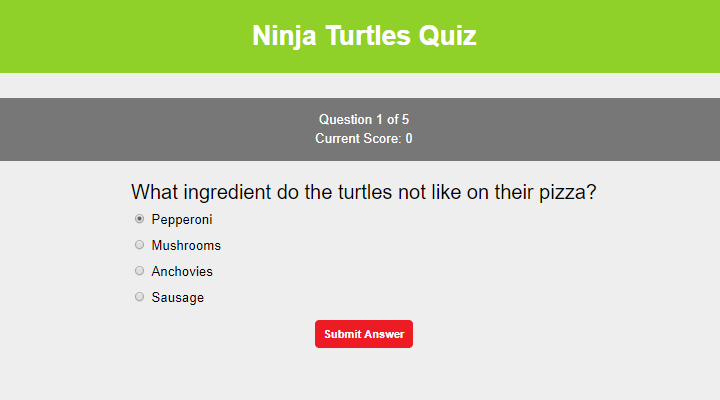 Ninja Turtles Quiz
Question 1 of 5
Current Score: 0
What ingredient do the turtles not like on their pizza?
Pepperoni
Mushrooms
Anchovies
Sausage
Submit Answer